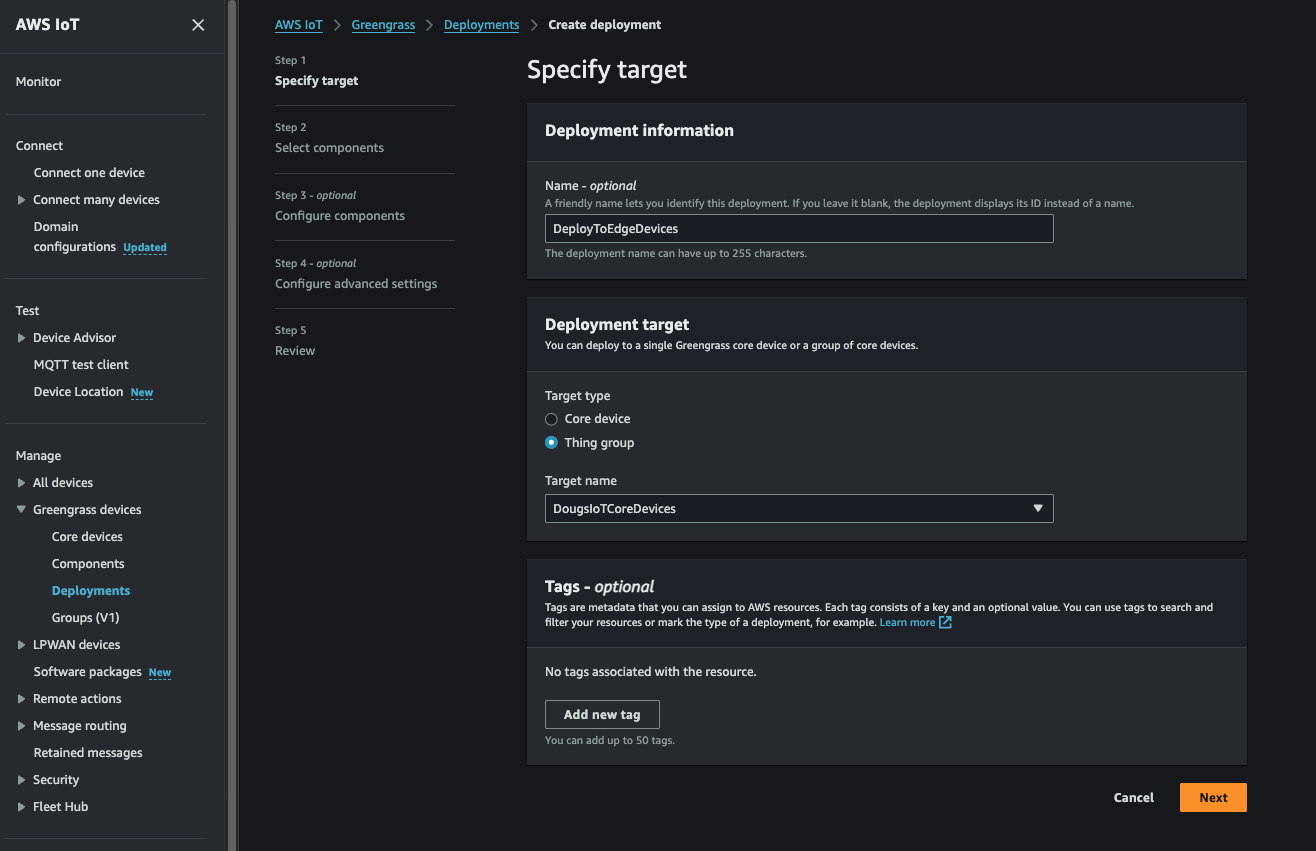 AWS IoT
Monitor
Connect
Connect one device
Connect many devices
Domain
configurations Updated
Test
Device Advisor
MQTT test client
Device Location New
Manage
All devices
Greengrass devices
Core devices
Components
Deployments
Groups (V1)
LPWAN devices
Software packages New
Remote actions
Message routing
Retained messages
Security
Fleet Hub
AWS IoT > Greengrass > Deployments > Create deployment
Step 1
Specify target
Step 2
Select components
Step 3 - optional
Configure components
Step 4 - optional
Configure advanced settings
Step 5
Review
Specify target
Deployment information
Name - optional
A friendly name lets you identify this deployment. If you leave it blank, the deployment displays its ID instead of a name.
DeployToEdgeDevices
The deployment name can have up to 255 characters.
Deployment target
You can deploy to a single Greengrass core device or a group of core devices.
Target type
Core device
Thing group
Target name
DougsIoTCoreDevices
Tags - optional
Tags are metadata that you can assign to AWS resources. Each tag consists of a key and an optional value. You can use tags to search and
filter your resources or mark the type of a deployment, for example. Learn more
No tags associated with the resource.
Add new tag
You can add up to 50 tags.
Cancel
Next